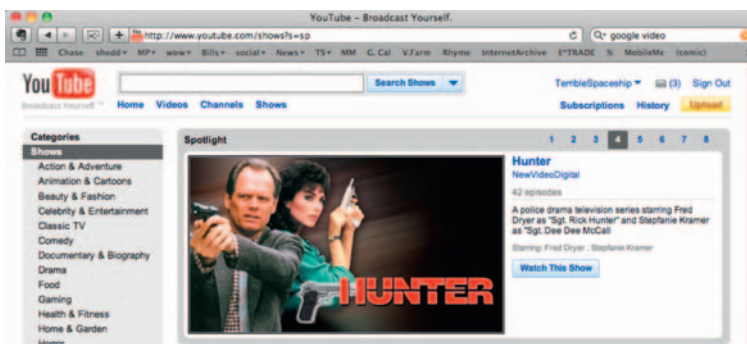 YouTube – Broadcast Yourself.
http://www.youtube.com/shows?s=sp
google video
Chase shedd MP wow Bills social News TS MM G.Cal V.Farm Rhyme InternetArchive E*TRADE % MobileMe (comic)
YouTube
Broadcast Yourself ™
Search Shows
TerribleSpaceship (3) Sign Out
Home Videos Channels Shows
Subscriptions History Upload
Categories
Shows
Action & Adventure
Animation & Cartoons
Beauty & Fashion
Celebrity & Entertainment
Classic TV
Comedy
Documentary & Biography
Drama
Food
Gaming
Health & Fitness
Home & Garden
Horror
Spotlight 1 2 3 4 5 6 7 8
HUNTER
Hunter
NewVideoDigital
42 episodes
A police drama television series starring Fred
Dryer as "Sgt. Rick Hunter" and Stepfanie Kramer
as "Sgt. Dee Dee McCall
Starring: Fred Dryer , Stepfanie Kramer
Watch This Show